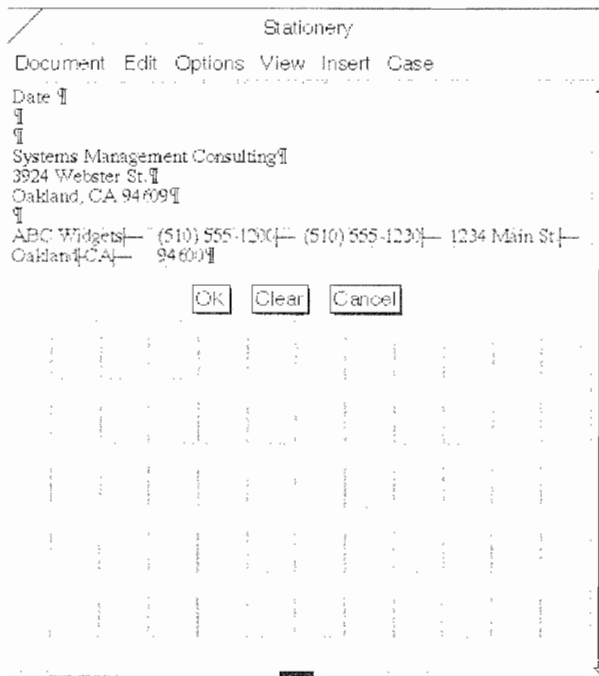 Stationery
Document Edit Options View Insert Case
Date ¶
¶
¶
Systems Management Consulting¶
3924 Webster St.¶
Oakland, CA 94609¶
¶
ABC Widgets├─ (510) 555-1200├─ (510) 555-1230├─ 1234 Main St.├─
Oakland├CA├─ 94609¶
OK Clear Cancel